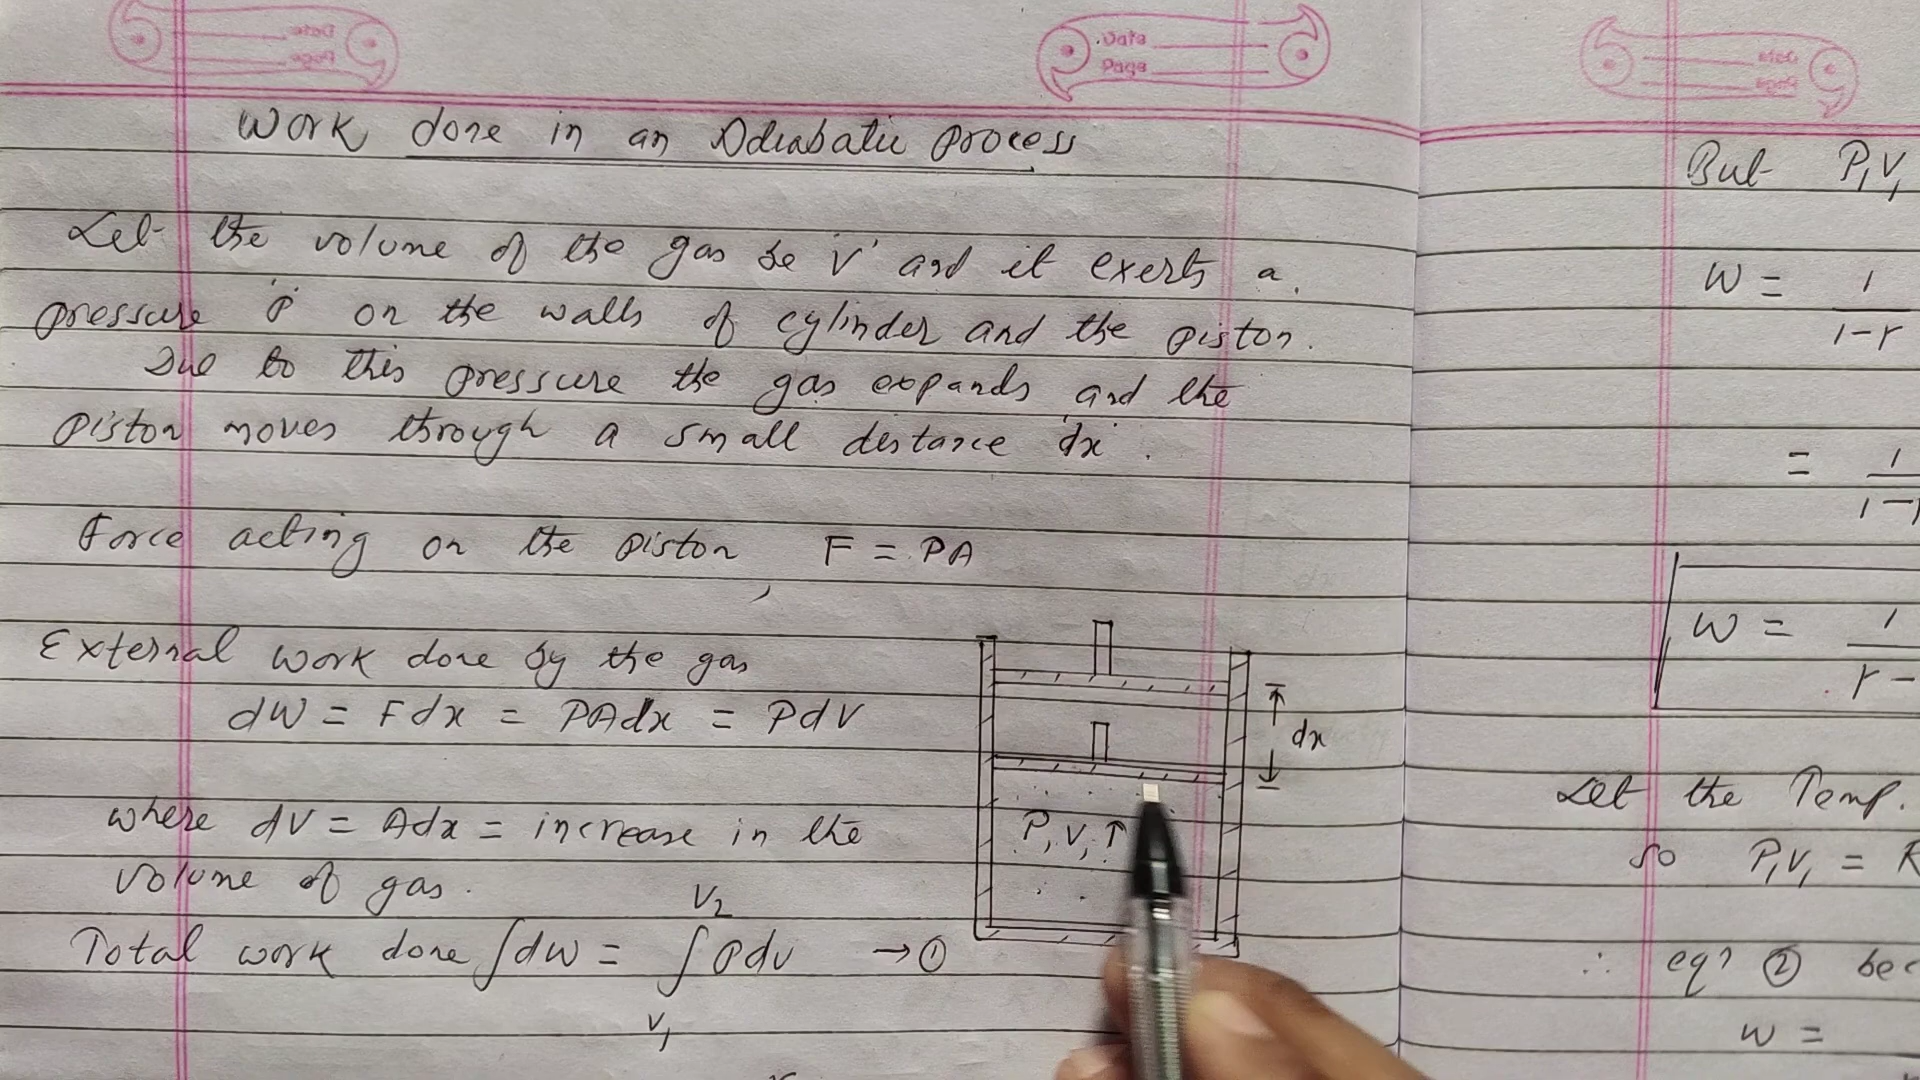 Date
Page
Work done in an Adiabatic process
Let the volume of the gas be 'V' and it exerts a
pressure 'P' on the walls of cylinder and the piston.
Due to this pressure the gas expands and the
piston moves through a small distance 'dx'.
Force acting on the piston F = PA
External work done by the gas
dW = Fdx = PAdx = PdV
where dV = Adx = increase in the
volume of gas.
Total work done ∫dW = ∫ Pdv → ①
V₂
V₁
dx
P, V, T
But P₁V₁
W = 1
1-r
= 1
1-
W = 1
r-
Let the Temp.
so P₁V₁ = R
∴ eqn ② bec
W =